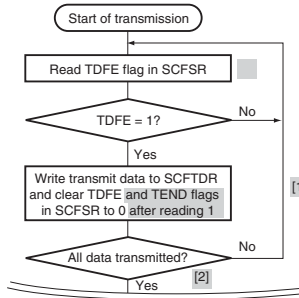 Start of transmission
Read TDFE flag in SCFSR
TDFE = 1?
No
Yes
Write transmit data to SCFTDR
and clear TDFE and TEND flags
in SCFSR to 0 after reading 1
All data transmitted?
No
[2]
Yes